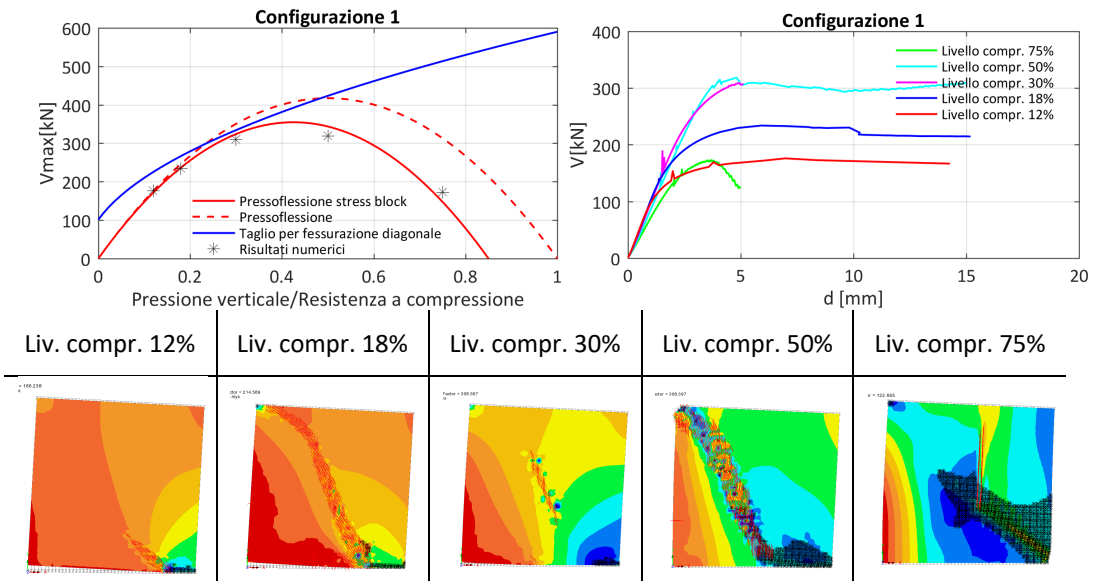 Configurazione 1
600
500
400
300
200
100
0
Vmax[kN]
0
0.2
0.4
0.6
0.8
1
Pressione verticale/Resistenza a compressione
Pressoflessione stress block
Pressoflessione
Taglio per fessurazione diagonale
Risultati numerici
Configurazione 1
400
300
200
100
0
V[kN]
0
5
10
15
20
d [mm]
Livello compr. 75%
Livello compr. 50%
Livello compr. 30%
Livello compr. 18%
Livello compr. 12%
Liv. compr. 12%
Liv. compr. 18%
Liv. compr. 30%
Liv. compr. 50%
Liv. compr. 75%